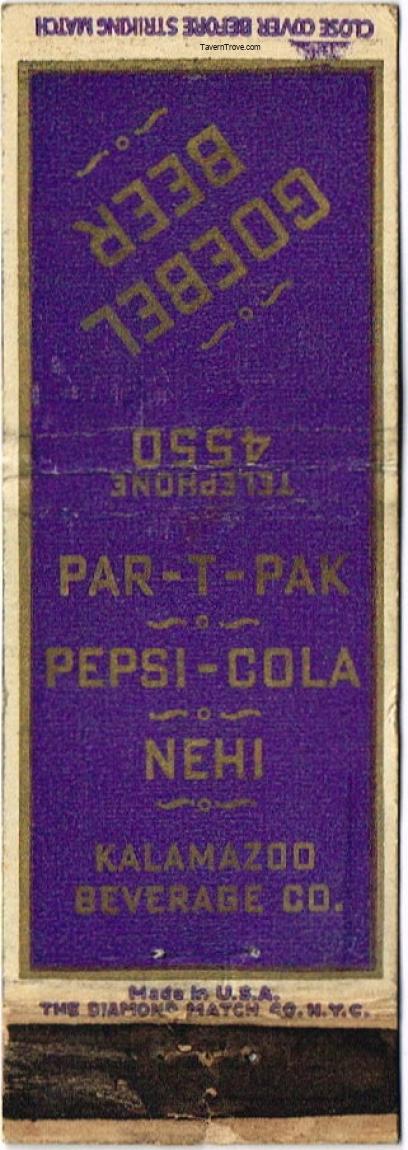 CLOSE COVER BEFORE STRIKING MATCH
TavernTrove.com
GOEBEL
BEER
TELEPHONE
4550
PAR-T-PAK
PEPSI-COLA
NEHI
KALAMAZOO
BEVERAGE CO.
Made in U.S.A.
THE DIAMOND MATCH CO. N.Y.C.